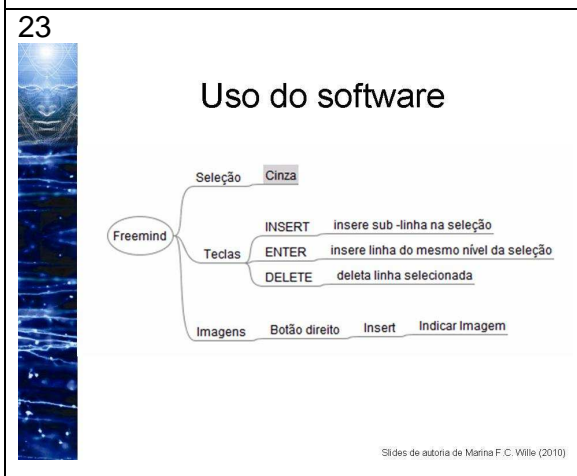 23
Uso do software
Freemind
Seleção Cinza
Teclas
INSERT insere sub -linha na seleção
ENTER insere linha do mesmo nível da seleção
DELETE deleta linha selecionada
Imagens Botão direito Insert Indicar Imagem
Slides de autoria de Marina F.C. Wille (2010)